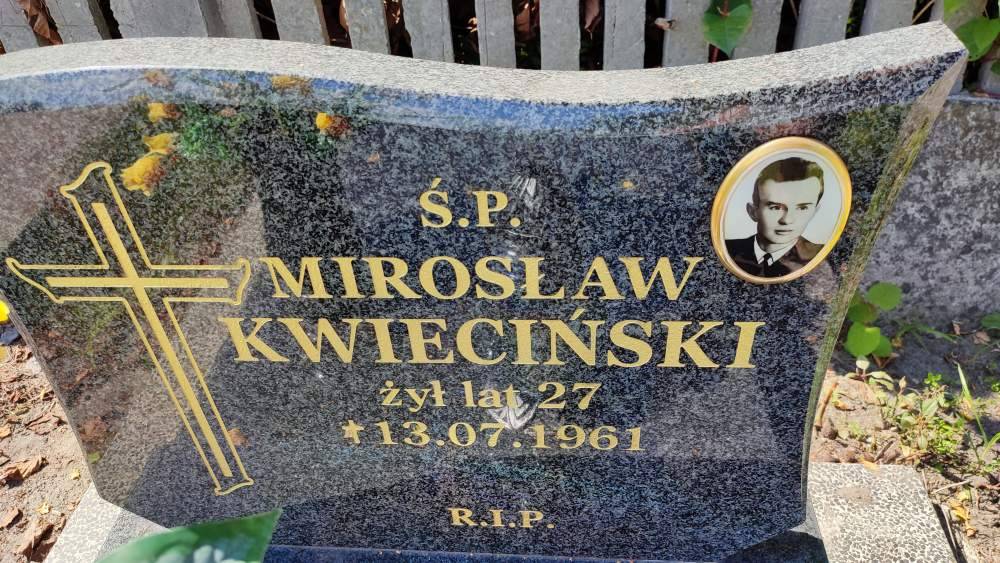 Ś.P.
MIROSŁAW
KWIECIŃSKI
żył lat 27
✝13.07.1961
R.I.P.